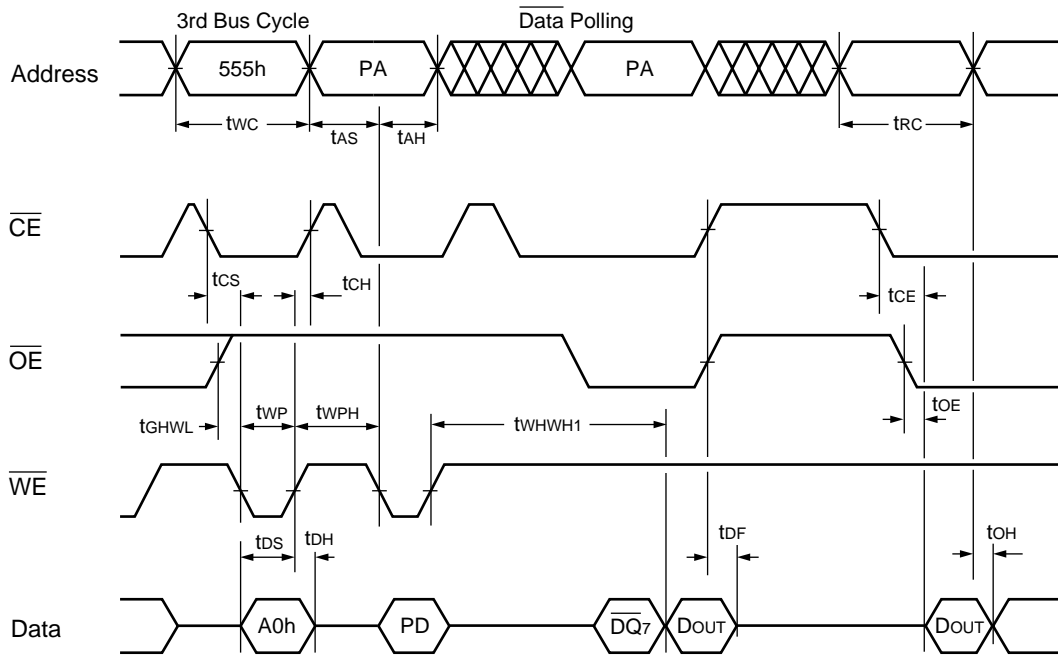 3rd Bus Cycle Data Polling
Address 555h PA PA
tWC tAS tAH tRC
CE
tCS tCH tCE
OE
tGHWL tWP tWPH tWHWH1 tOE
WE
tDS tDH tDF tOH
Data A0h PD DQ7 DOUT DOUT